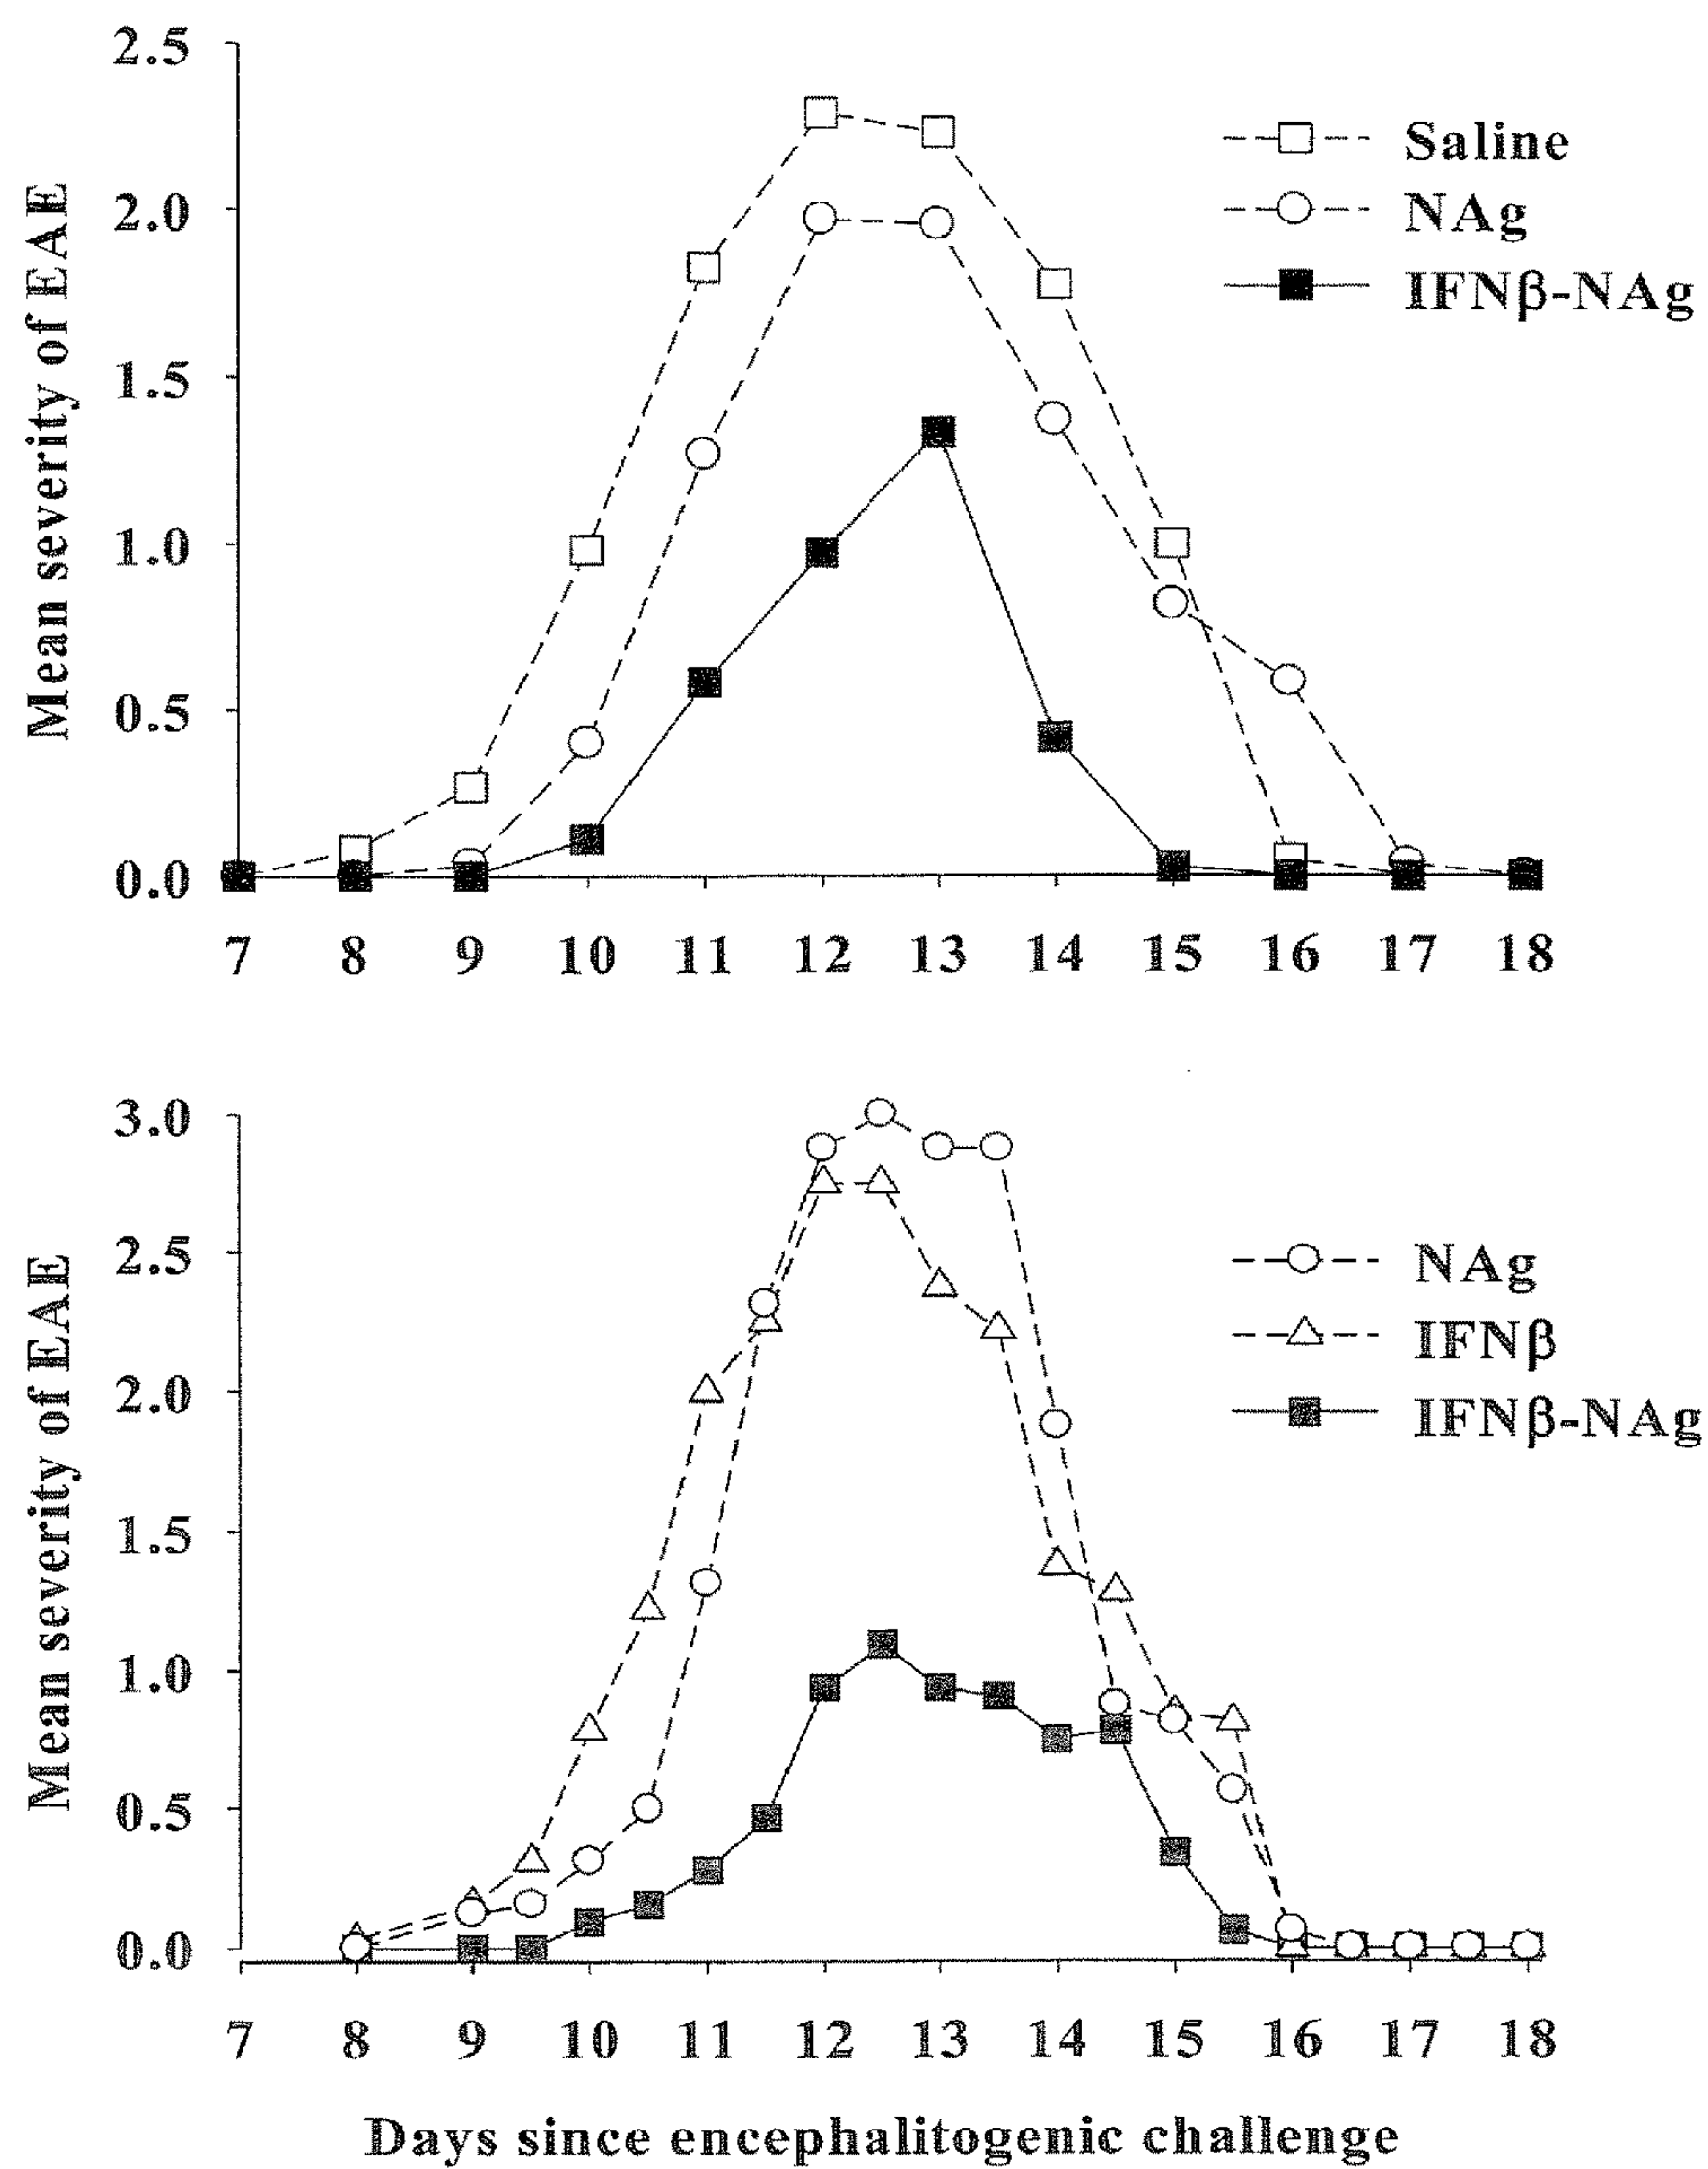 2.5
2.0
1.5
1.0
0.5
0.0
Mean severity of EAE
Saline
NAg
IFNβ-NAg
7 8 9 10 11 12 13 14 15 16 17 18
3.0
2.5
2.0
1.5
1.0
0.5
0.0
Mean severity of EAE
NAg
IFNβ
IFNβ-NAg
7 8 9 10 11 12 13 14 15 16 17 18
Days since encephalitogenic challenge